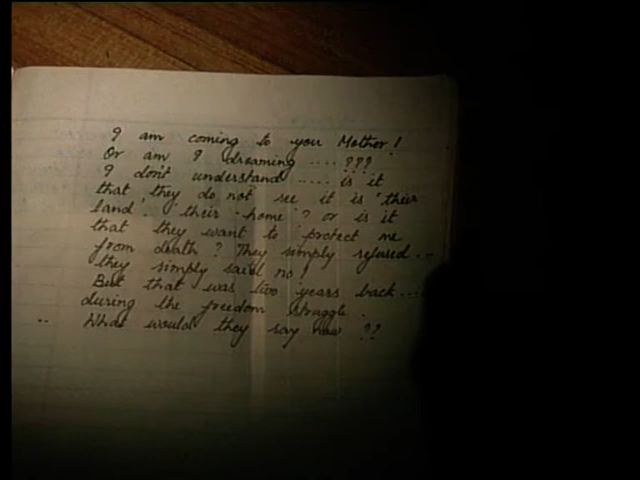 I am coming to you Mother!
Or am I dreaming ....???
I don't understand ..... is it
that they do not see it is "their
land". "their "home"? or is it
that they want to protect me
from death? They simply refused ...
they simply said no!
But that was two years back ...
during the freedom struggle.
.. What would they say now ??